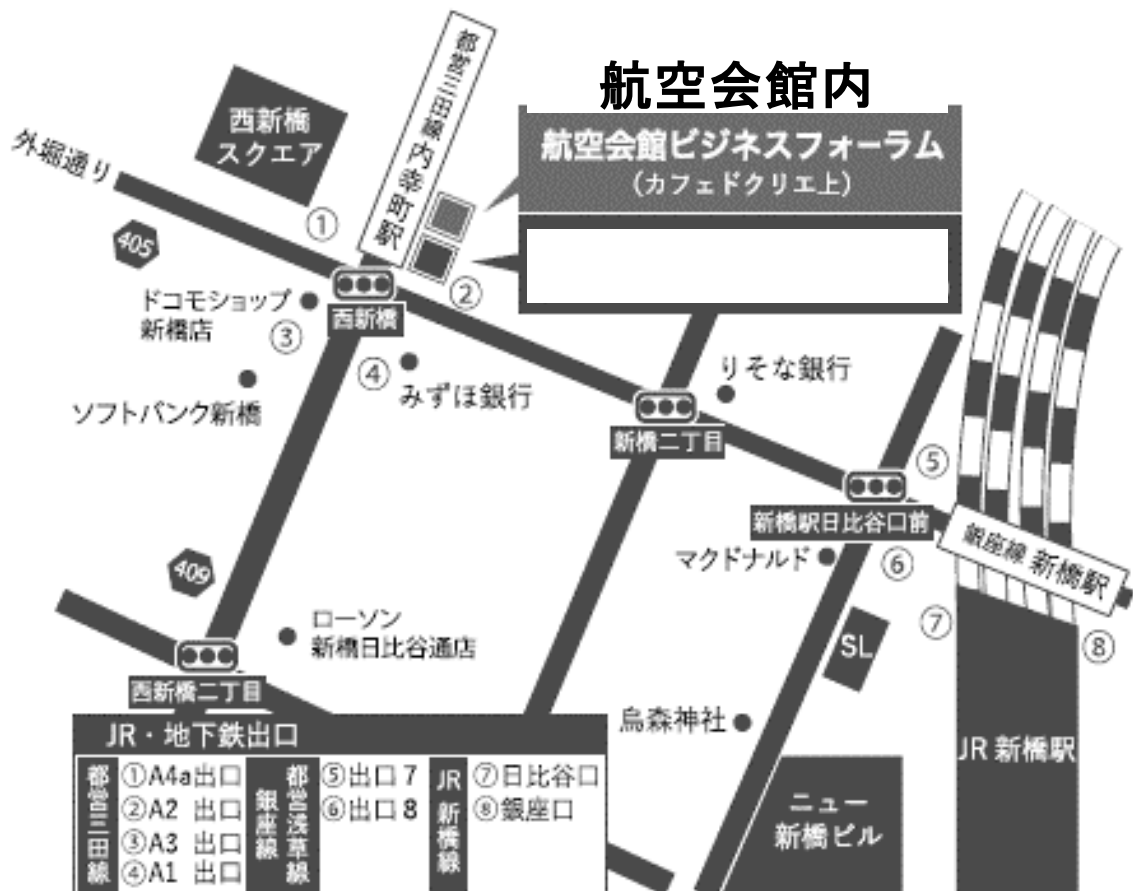 航空会館内
航空会館ビジネスフォーラム
(カフェドクリエ上)
都営三田線 内幸町駅
西新橋
スクエア
外堀通り
405
①
②
ドコモショップ
新橋店
③
西新橋
④
みずほ銀行
ソフトバンク新橋
りそな銀行
新橋二丁目
⑤
新橋駅日比谷口前
銀座線 新橋駅
マクドナルド
⑥
409
⑦
⑧
ローソン
新橋日比谷通店
SL
西新橋二丁目
烏森神社
JR 新橋駅
ニュー
新橋ビル
JR・地下鉄出口
都営三田線
①A4a出口
②A2 出口
③A3 出口
④A1 出口
都営浅草線
銀座線
⑤出口 7
⑥出口 8
JR 新橋線
⑦日比谷口
⑧銀座口